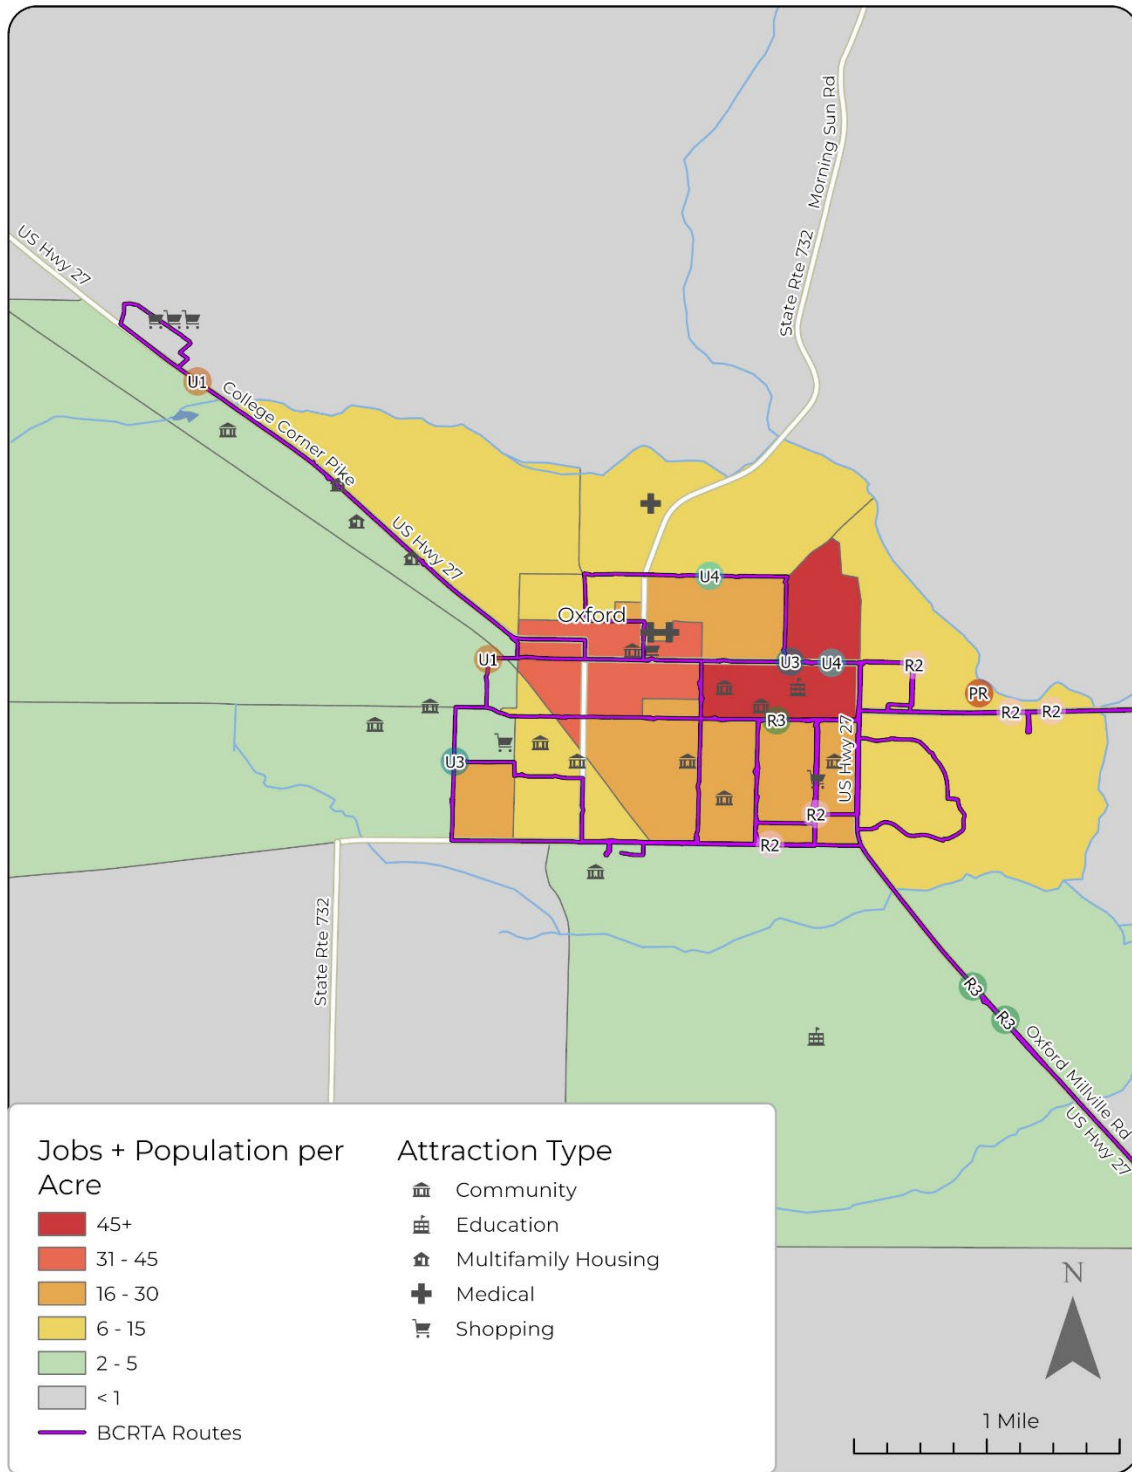 Morning Sun Rd
State Rte 732
US Hwy 27
U1
College Corner Pike
US Hwy 27
U4
Oxford
U1
U3
U4
R2
PR
R3
R2
R2
US Hwy 27
U3
R2
R2
State Rte 732
R3
R3
Oxford Millville Rd
US Hwy 27
Jobs + Population per
Acre
45+
31 - 45
16 - 30
6 - 15
2 - 5
< 1
BCRTA Routes
Attraction Type
Community
Education
Multifamily Housing
Medical
Shopping
N
1 Mile